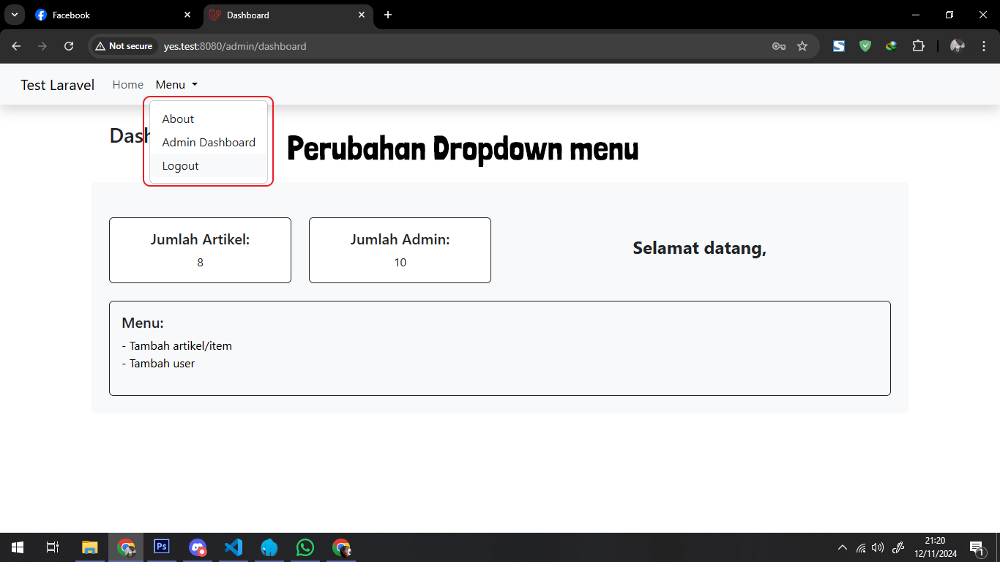 Facebook
Dashboard
Not secure
yes.test:8080/admin/dashboard
Test Laravel
Home
Menu
About
Admin Dashboard
Logout
Dash
Perubahan Dropdown menu
Jumlah Artikel:
8
Jumlah Admin:
10
Selamat datang,
Menu:
- Tambah artikel/item
- Tambah user
Ps
21:20
12/11/2024
1